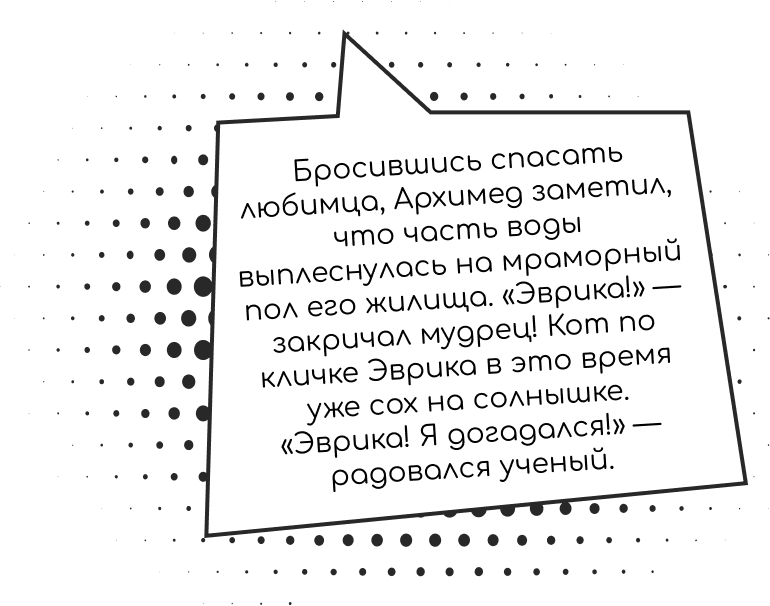 Бросившись спасать
любимца, Архимед заметил,
что часть воды
выплеснулась на мраморный
пол его жилища. «Эврика!» —
закричал мудрец! Кот по
кличке Эврика в это время
уже сох на солнышке.
«Эврика! Я догадался!» —
радовался ученый.